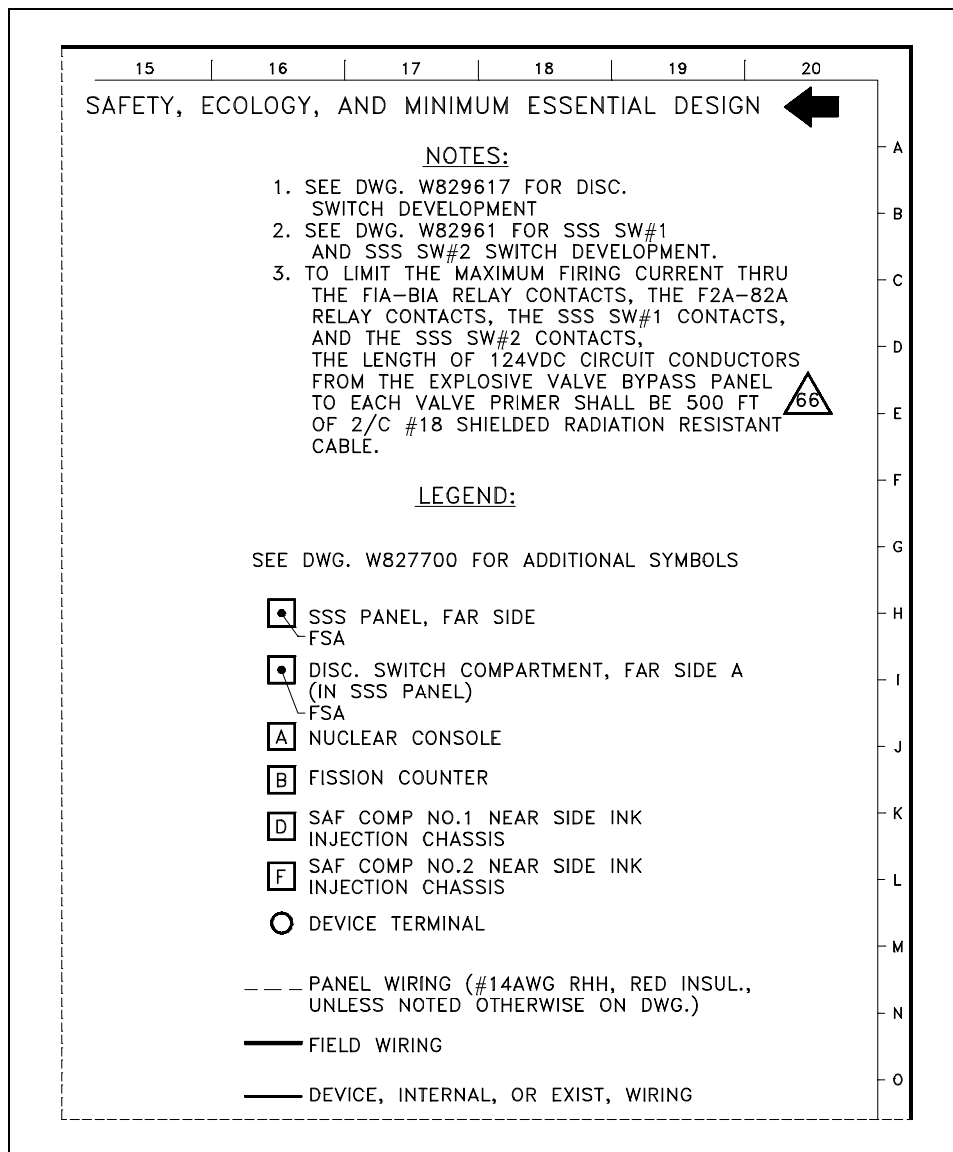 15 16 17 18 19 20
SAFETY, ECOLOGY, AND MINIMUM ESSENTIAL DESIGN
A
NOTES:
1. SEE DWG. W829617 FOR DISC.
SWITCH DEVELOPMENT
B
2. SEE DWG. W82961 FOR SSS SW#1
AND SSS SW#2 SWITCH DEVELOPMENT.
3. TO LIMIT THE MAXIMUM FIRING CURRENT THRU
C
THE FIA-BIA RELAY CONTACTS, THE F2A-82A
RELAY CONTACTS, THE SSS SW#1 CONTACTS,
AND THE SSS SW#2 CONTACTS,
D
THE LENGTH OF 124VDC CIRCUIT CONDUCTORS
FROM THE EXPLOSIVE VALVE BYPASS PANEL
TO EACH VALVE PRIMER SHALL BE 500 FT
66
E
OF 2/C #18 SHIELDED RADIATION RESISTANT
CABLE.
F
LEGEND:
G
SEE DWG. W827700 FOR ADDITIONAL SYMBOLS
H
SSS PANEL, FAR SIDE
FSA
DISC. SWITCH COMPARTMENT, FAR SIDE A
I
(IN SSS PANEL)
FSA
A NUCLEAR CONSOLE
J
B FISSION COUNTER
K
D SAF COMP NO.1 NEAR SIDE INK
INJECTION CHASSIS
F SAF COMP NO.2 NEAR SIDE INK
INJECTION CHASSIS
L
DEVICE TERMINAL
M
PANEL WIRING (#14AWG RHH, RED INSUL.,
UNLESS NOTED OTHERWISE ON DWG.)
N
FIELD WIRING
O
DEVICE, INTERNAL, OR EXIST, WIRING